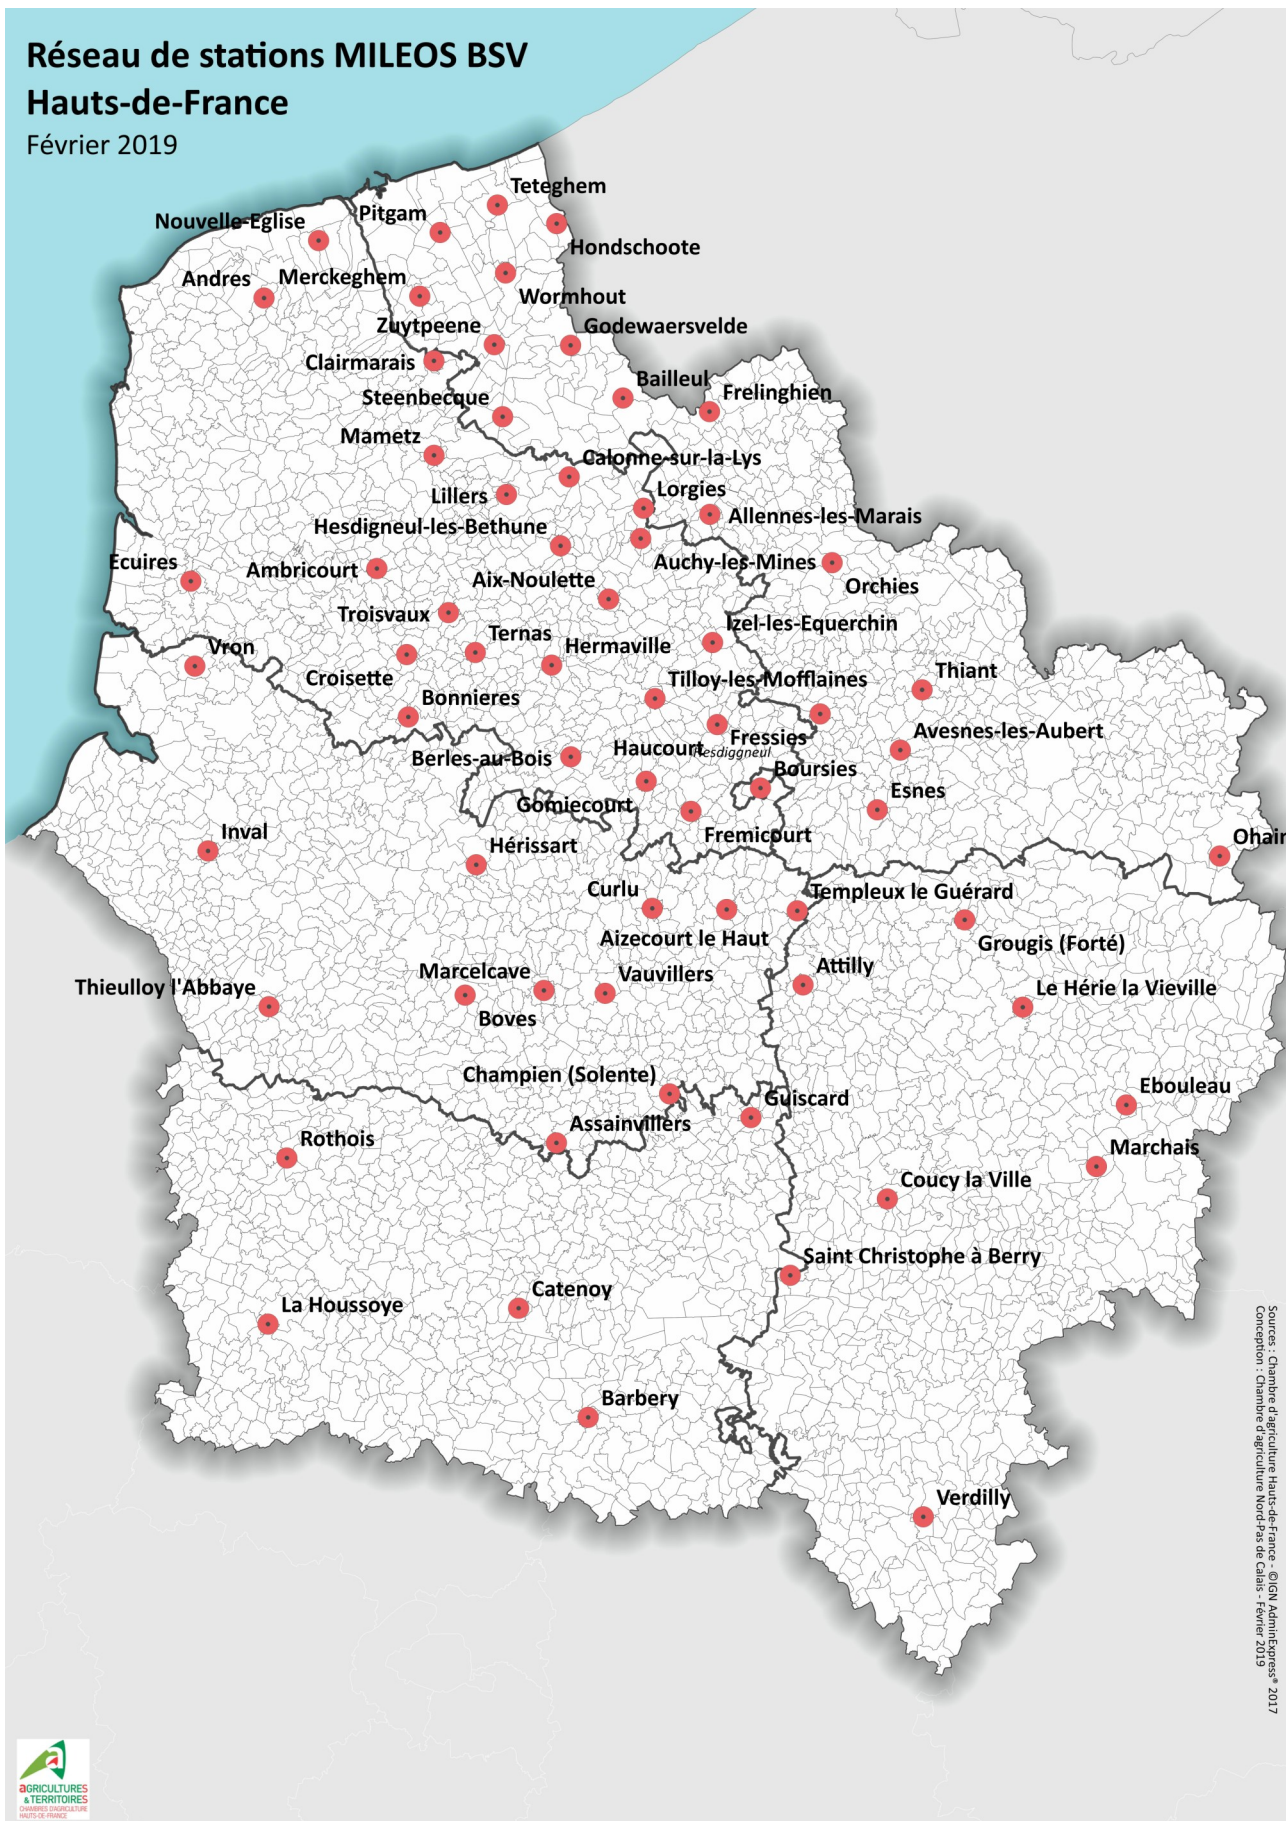 Réseau de stations MILEOS BSV
Hauts-de-France
Février 2019
Teteghem
Nouvelle-Eglise
Pitgam
Hondschoote
Andres
Merckeghem
Wormhout
Zuytpeene
Godewaersvelde
Clairmarais
Bailleul
Frelinghien
Steenbecque
Mametz
Calonne-sur-la-Lys
Lillers
Lorgies
Allennes-les-Marais
Hesdigneul-les-Bethune
Ecuires
Ambricourt
Auchy-les-Mines
Aix-Noulette
Orchies
Troisvaux
Izel-les-Equerchin
Ternas
Vron
Hermaville
Croisette
Tilloy-les-Mofflaines
Thiant
Bonnieres
Fressies
Avesnes-les-Aubert
Haucourt
Hesdiggneul
Berles-au-Bois
Boursies
Esnes
Gomiecourt
Fremicourt
Inval
Ohain
Hérissart
Curlu
Templeux le Guérard
Aizecourt le Haut
Grougis (Forté)
Attilly
Marcelcave
Vauvillers
Thieulloy l'Abbaye
Le Hérie la Vieville
Boves
Champien (Solente)
Guiscard
Ebouleau
Assainvillers
Rothois
Marchais
Coucy la Ville
Saint Christophe à Berry
Catenoy
La Houssoye
Barbery
Verdilly
Sources : Chambre d'agriculture Hauts-de-France - ©IGN AdminExpress® 2017
Conception : Chambre d'agriculture Nord-Pas de Calais - Février 2019
aGRICULTURES
& TERRITOIRES
CHAMBRES D'AGRICULTURE
HAUTS-DE-FRANCE